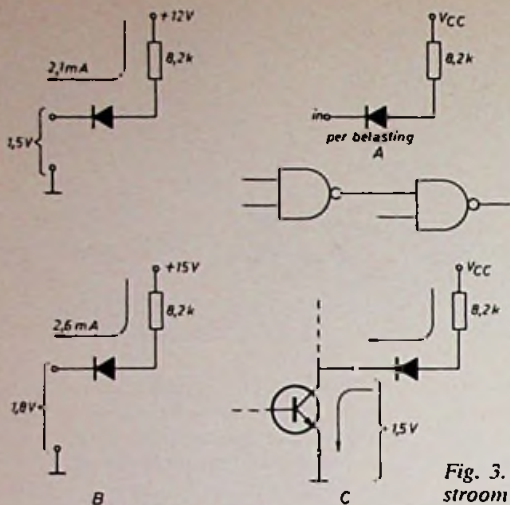 +12V
2,1mA
8,2k
1,5V
VCC
8,2k
in
per belasting
A
+15V
2,6mA
8,2k
1,8V
B
VCC
8,2k
+1,5V
C
Fig. 3.
stroom